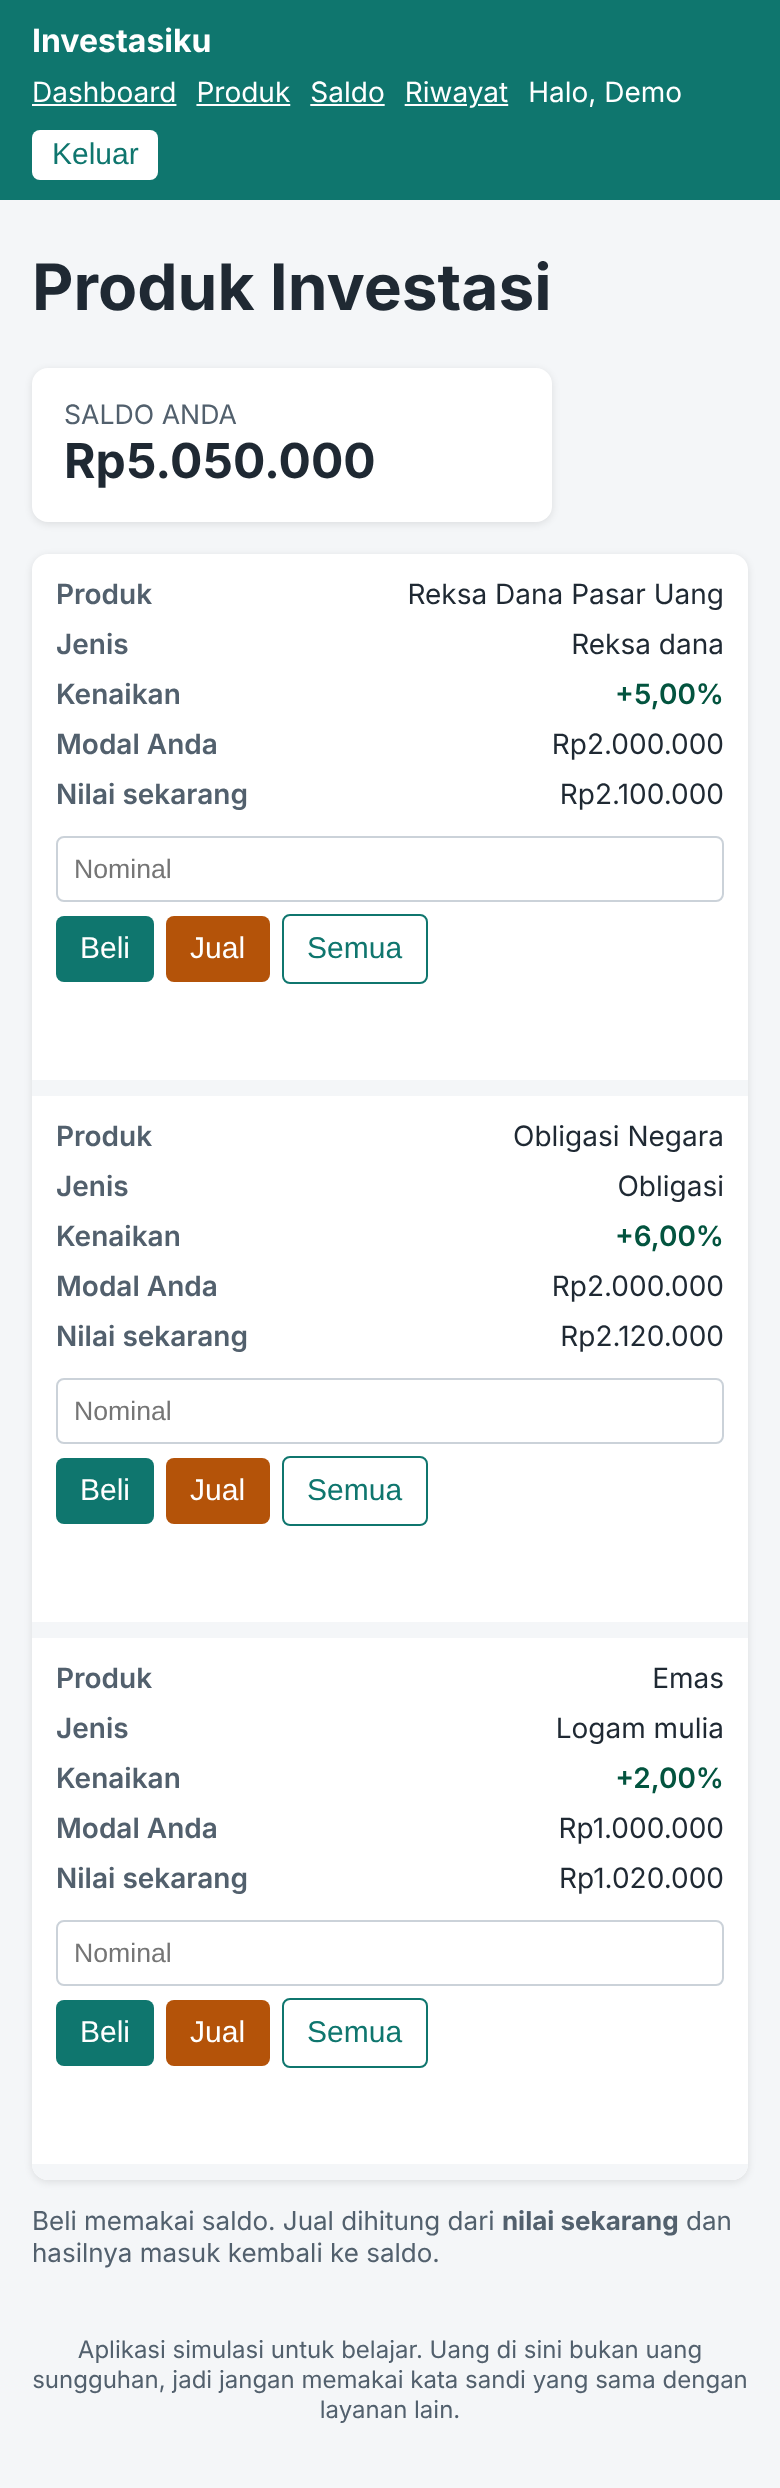 Investasiku
Dashboard Produk Saldo Riwayat Halo, Demo
Keluar
Produk Investasi
SALDO ANDA
Rp5.050.000
Produk Reksa Dana Pasar Uang
Jenis Reksa dana
Kenaikan +5,00%
Modal Anda Rp2.000.000
Nilai sekarang Rp2.100.000
Nominal
Beli Jual Semua
Produk Obligasi Negara
Jenis Obligasi
Kenaikan +6,00%
Modal Anda Rp2.000.000
Nilai sekarang Rp2.120.000
Nominal
Beli Jual Semua
Produk Emas
Jenis Logam mulia
Kenaikan +2,00%
Modal Anda Rp1.000.000
Nilai sekarang Rp1.020.000
Nominal
Beli Jual Semua
Beli memakai saldo. Jual dihitung dari nilai sekarang dan
hasilnya masuk kembali ke saldo.
Aplikasi simulasi untuk belajar. Uang di sini bukan uang
sungguhan, jadi jangan memakai kata sandi yang sama dengan
layanan lain.